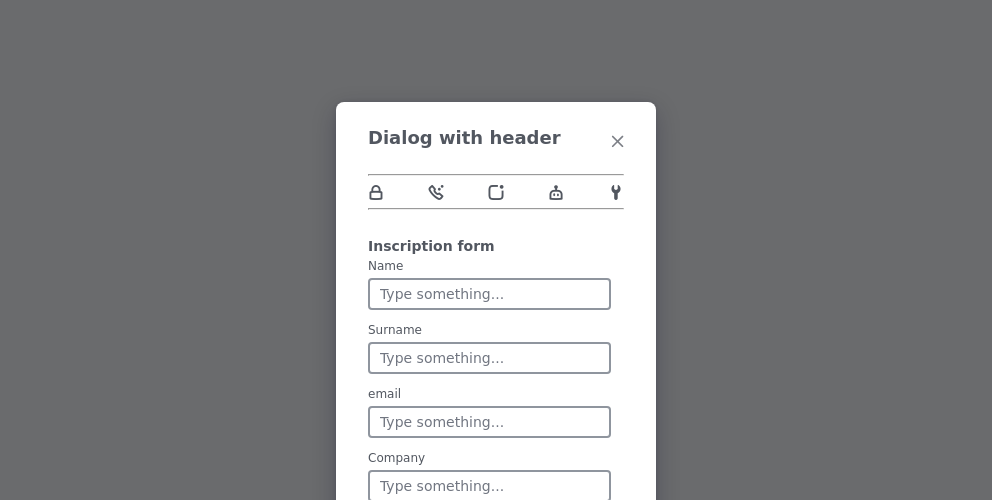 Dialog with header
Inscription form
Name
Type something...
Surname
Type something...
email
Type something...
Company
Type something...